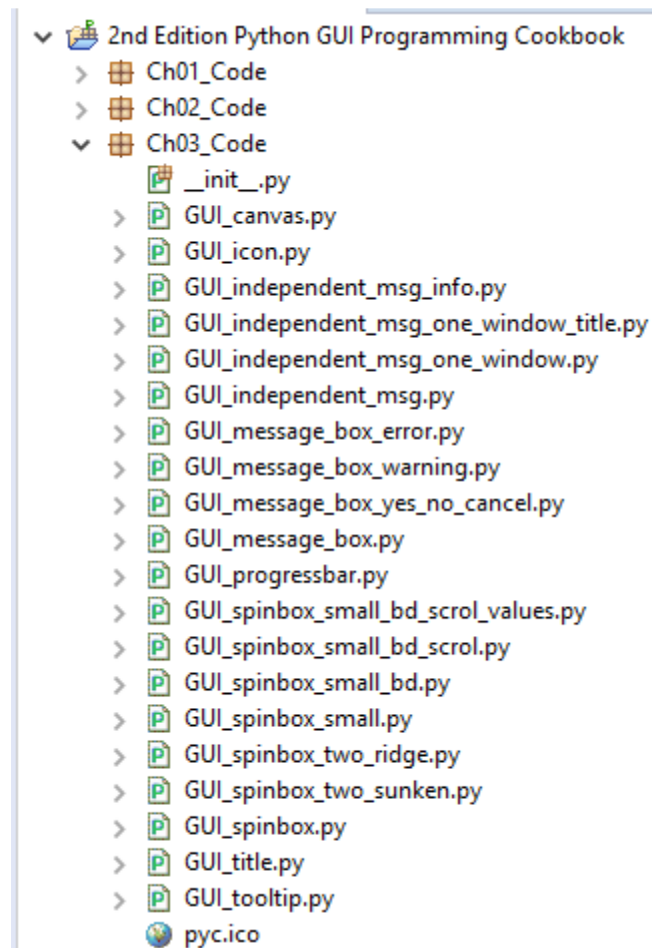 2nd Edition Python GUI Programming Cookbook
Ch01_Code
Ch02_Code
Ch03_Code
__init__.py
GUI_canvas.py
GUI_icon.py
GUI_independent_msg_info.py
GUI_independent_msg_one_window_title.py
GUI_independent_msg_one_window.py
GUI_independent_msg.py
GUI_message_box_error.py
GUI_message_box_warning.py
GUI_message_box_yes_no_cancel.py
GUI_message_box.py
GUI_progressbar.py
GUI_spinbox_small_bd_scrol_values.py
GUI_spinbox_small_bd_scrol.py
GUI_spinbox_small_bd.py
GUI_spinbox_small.py
GUI_spinbox_two_ridge.py
GUI_spinbox_two_sunken.py
GUI_spinbox.py
GUI_title.py
GUI_tooltip.py
pyc.ico